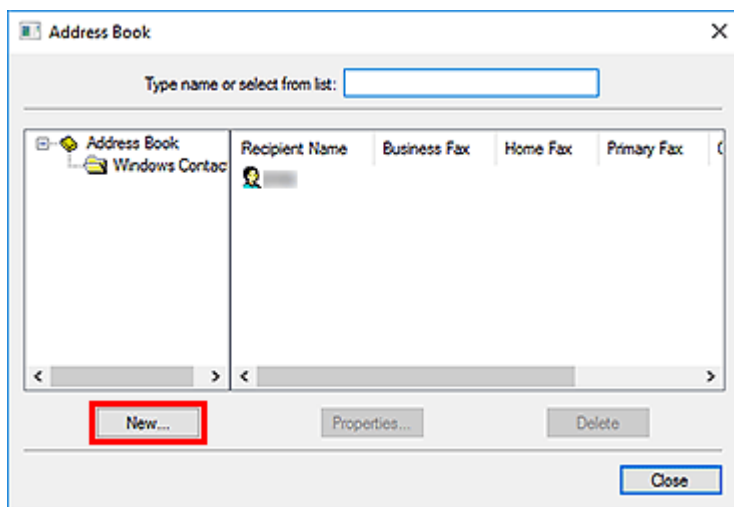 Address Book
Type name or select from list:
Address Book
Windows Contac
Recipient Name Business Fax Home Fax Primary Fax
New... Properties... Delete
Close